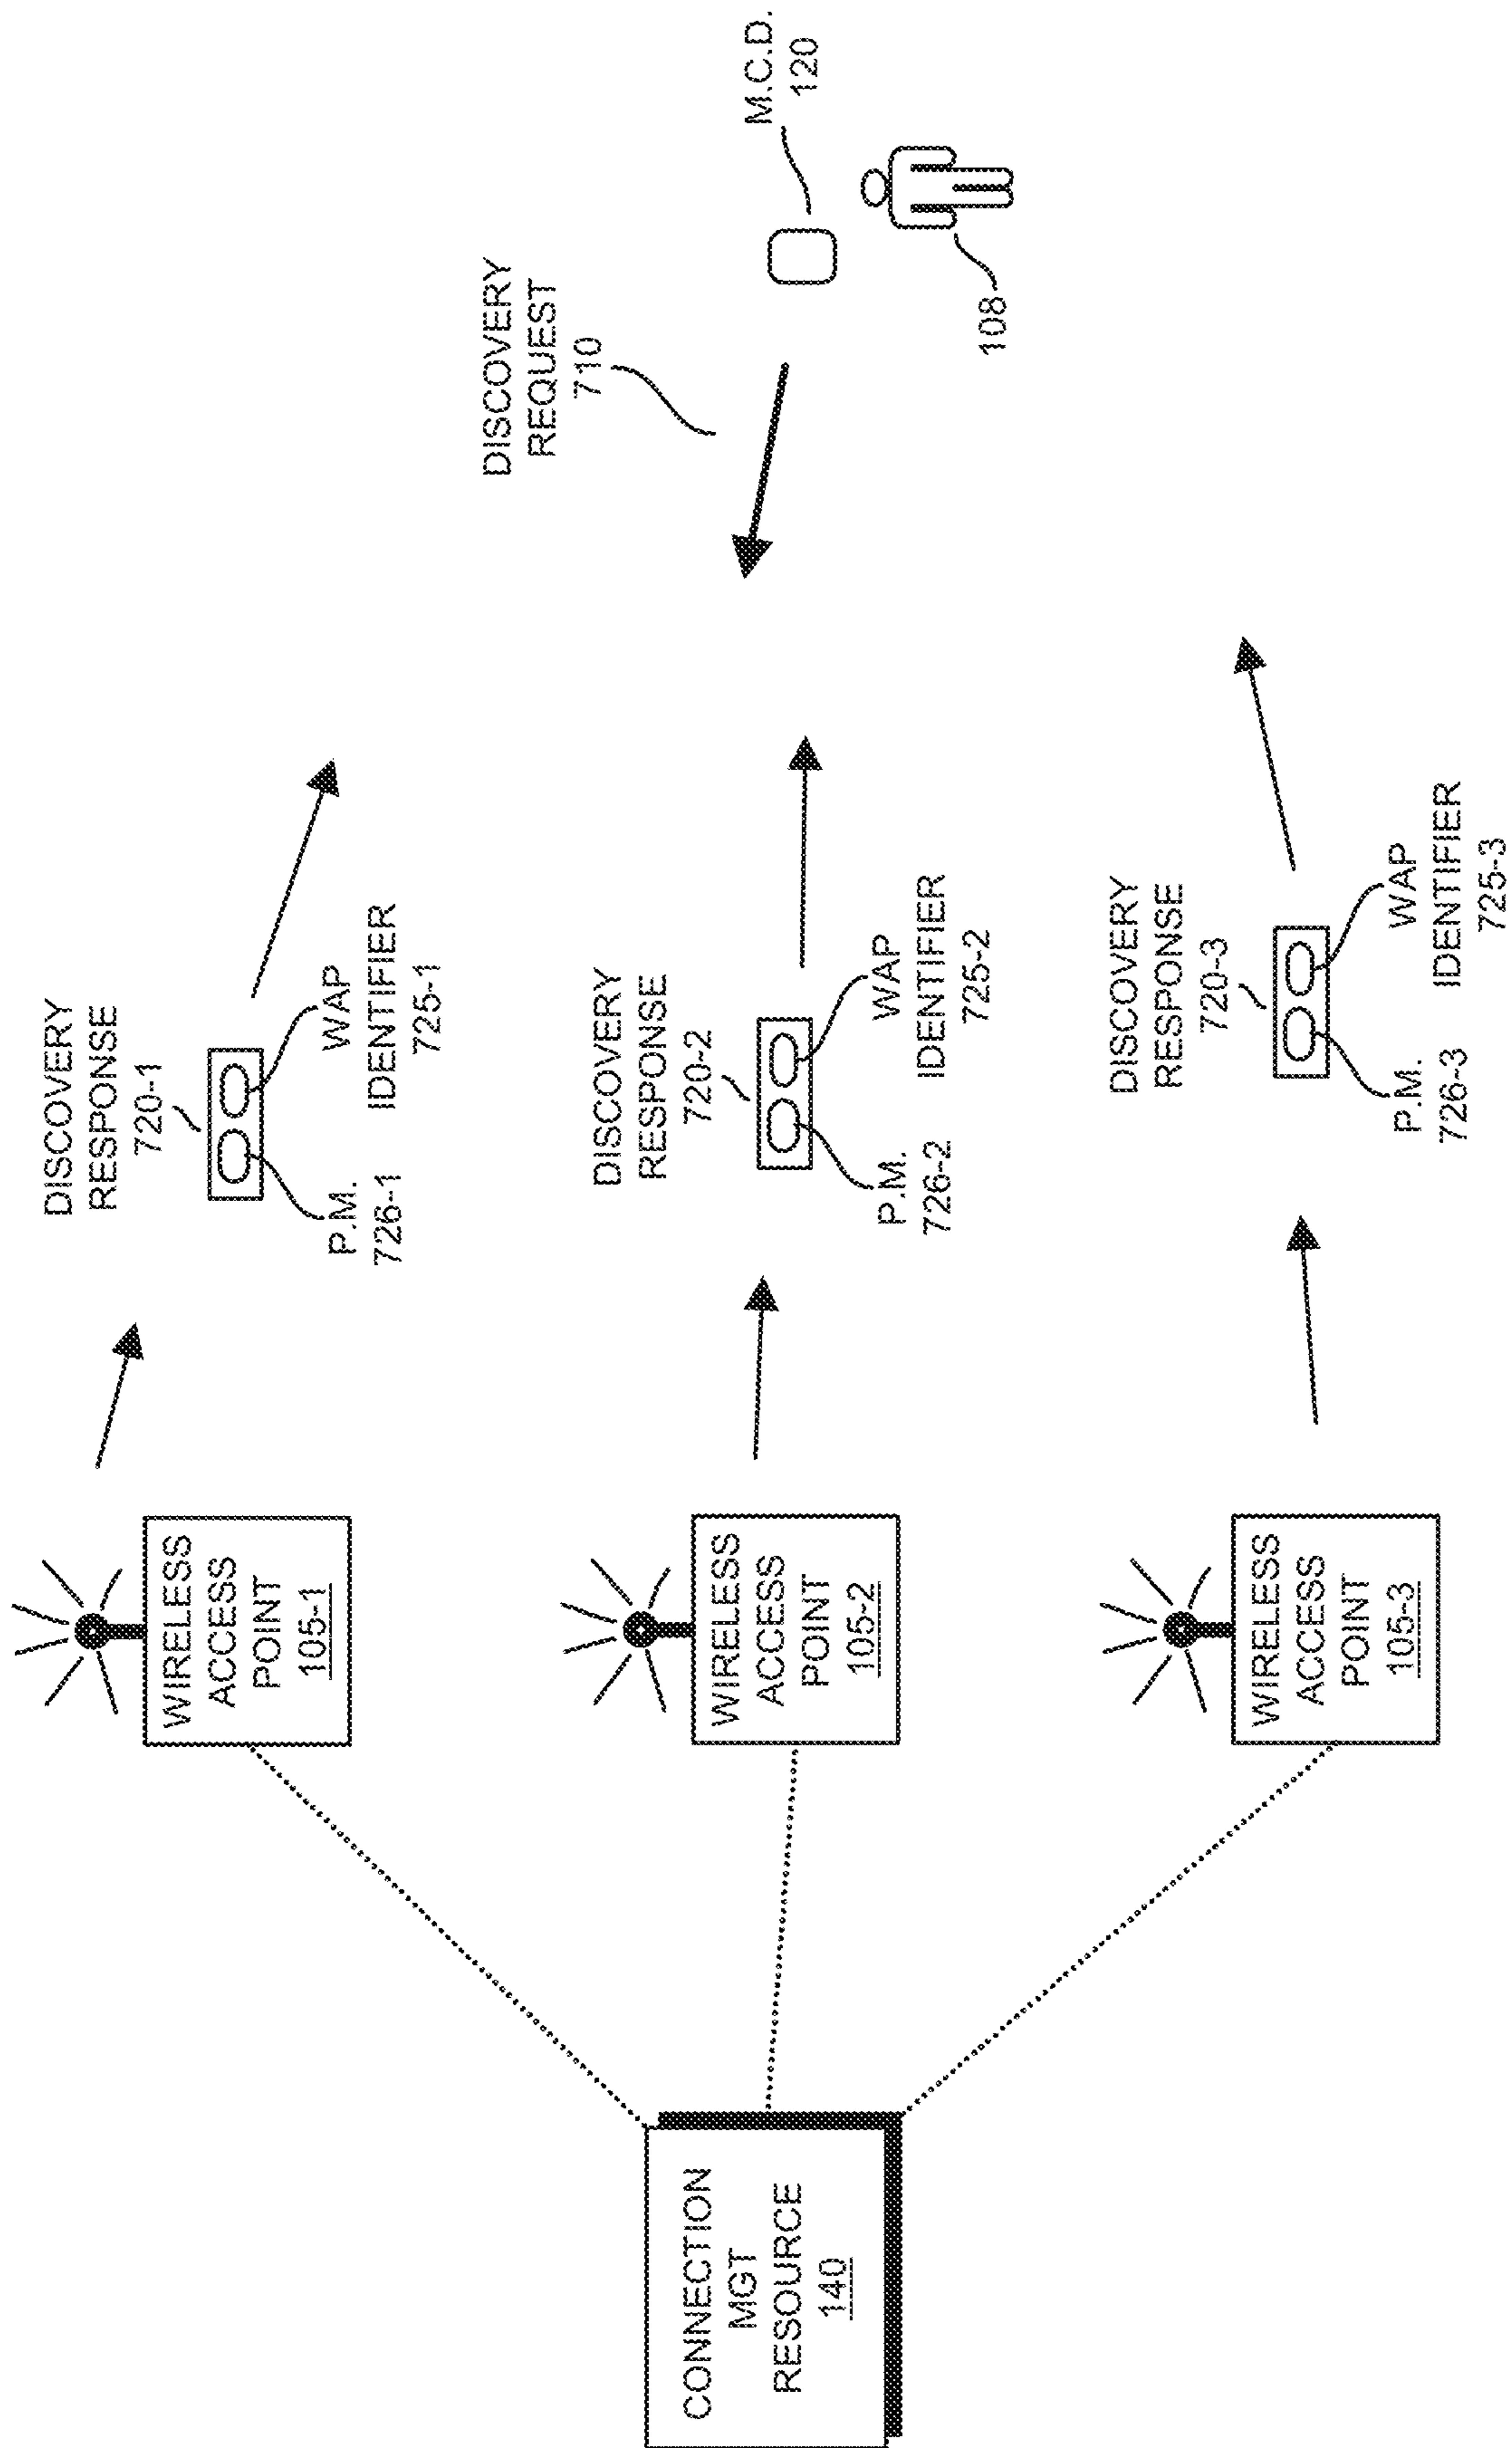 DISCOVERY
RESPONSE
720-1
WIRELESS
ACCESS
POINT
105-1
P.M.
726-1
WAP
IDENTIFIER
725-1
DISCOVERY
REQUEST
710
M.C.D.
120
108
CONNECTION
MGT
RESOURCE
140
WIRELESS
ACCESS
POINT
105-2
DISCOVERY
RESPONSE
720-2
P.M.
726-2
WAP
IDENTIFIER
725-2
WIRELESS
ACCESS
POINT
105-3
DISCOVERY
RESPONSE
720-3
P.M.
726-3
WAP
IDENTIFIER
725-3